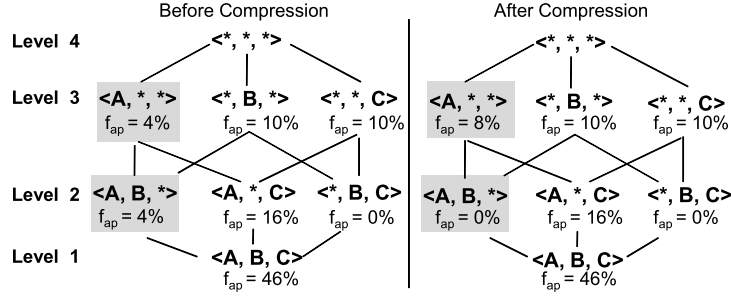 Before Compression After Compression
Level 4 <*, *, *> <*, *, *>
Level 3 <A, *, *> <*, B, *> <*, *, C> <A, *, *> <*, B, *> <*, *, C>
fap = 4% fap = 10% fap = 10% fap = 8% fap = 10% fap = 10%
Level 2 <A, B, *> <A, *, C> <*, B, C> <A, B, *> <A, *, C> <*, B, C>
fap = 4% fap = 16% fap = 0% fap = 0% fap = 16% fap = 0%
Level 1 <A, B, C> <A, B, C>
fap = 46% fap = 46%